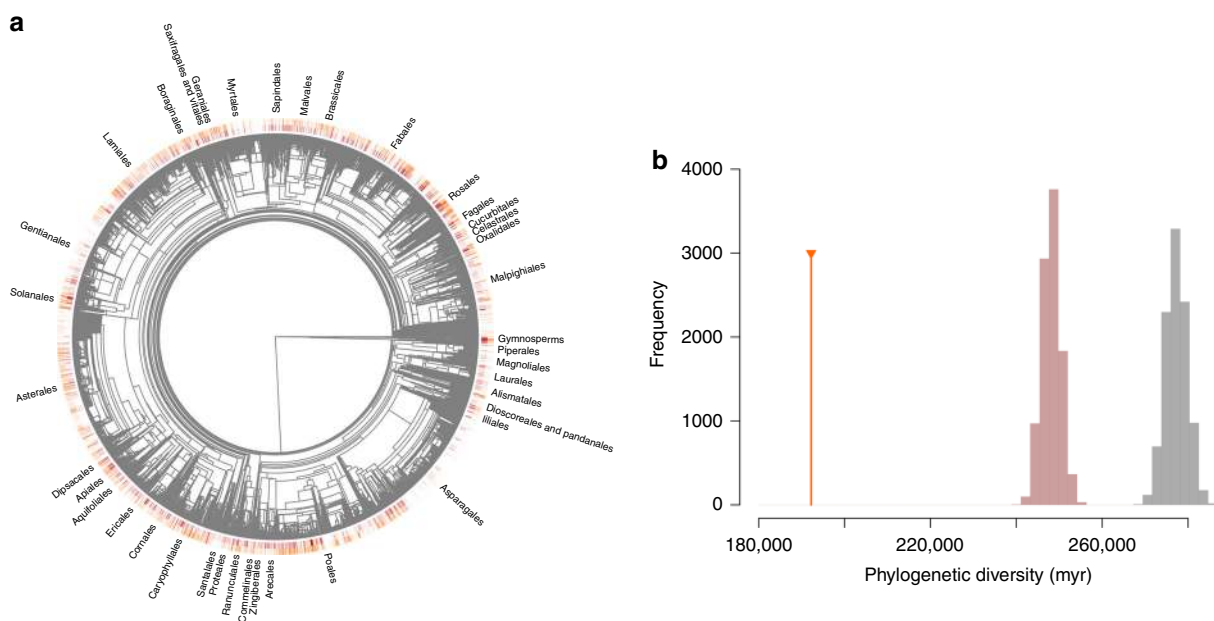 a
Saxifragales and vitales
Geraniales
Boraginales
Myrtales
Sapindales
Malvales
Brassicales
Fabales
Lamiales
Rosales
Fagales
Cucurbitales
Celastrales
Oxalidales
Gentianales
Malpighiales
Solanales
Gymnosperms
Piperales
Magnoliales
Laurales
Alismatales
Asterales
Dioscoreales and pandanales
liliales
Dipsacales
Apiales
Aquifoliales
Ericales
Cornales
Caryophyllales
Santalales
Proteales
Ranunculales
Commelinales
Zingiberales
Arecales
Poales
Asparagales
b
4000
3000
2000
1000
0
Frequency
180,000
220,000
260,000
Phylogenetic diversity (myr)